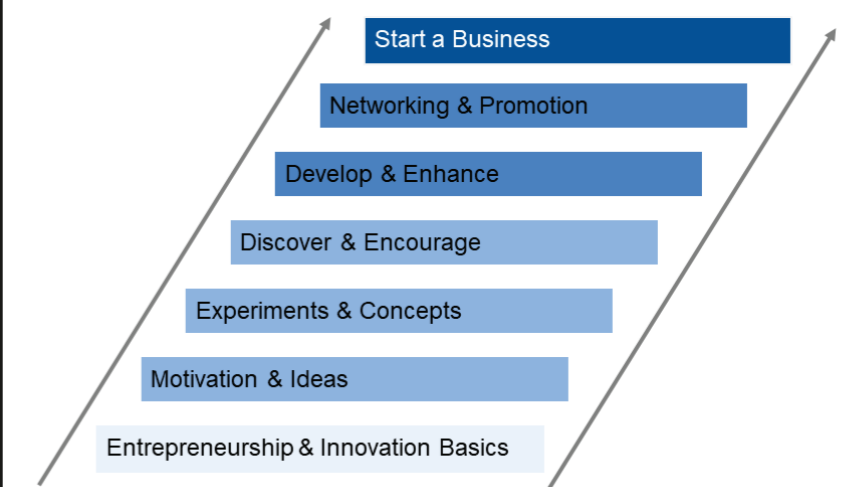 Start a Business
Networking & Promotion
Develop & Enhance
Discover & Encourage
Experiments & Concepts
Motivation & Ideas
Entrepreneurship & Innovation Basics